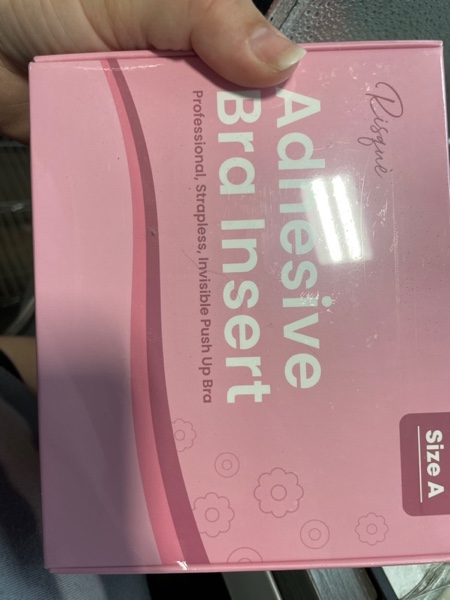 Risque
Adhesive
Bra Insert
Professional, Strapless, Invisible Push Up Bra
Size A